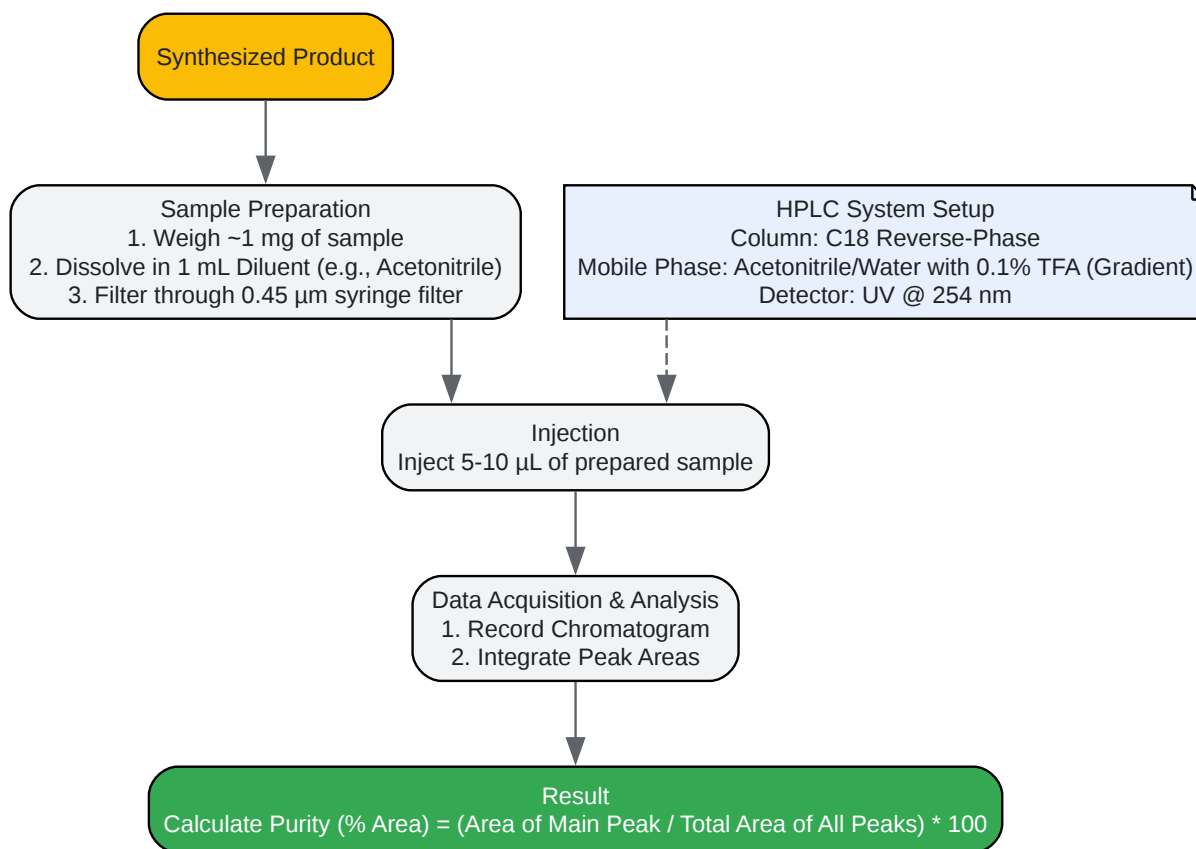 Synthesized Product
Sample Preparation
1. Weigh ~1 mg of sample
2. Dissolve in 1 mL Diluent (e.g., Acetonitrile)
3. Filter through 0.45 µm syringe filter
HPLC System Setup
Column: C18 Reverse-Phase
Mobile Phase: Acetonitrile/Water with 0.1% TFA (Gradient)
Detector: UV @ 254 nm
Injection
Inject 5-10 µL of prepared sample
Data Acquisition & Analysis
1. Record Chromatogram
2. Integrate Peak Areas
Result
Calculate Purity (% Area) = (Area of Main Peak / Total Area of All Peaks) * 100